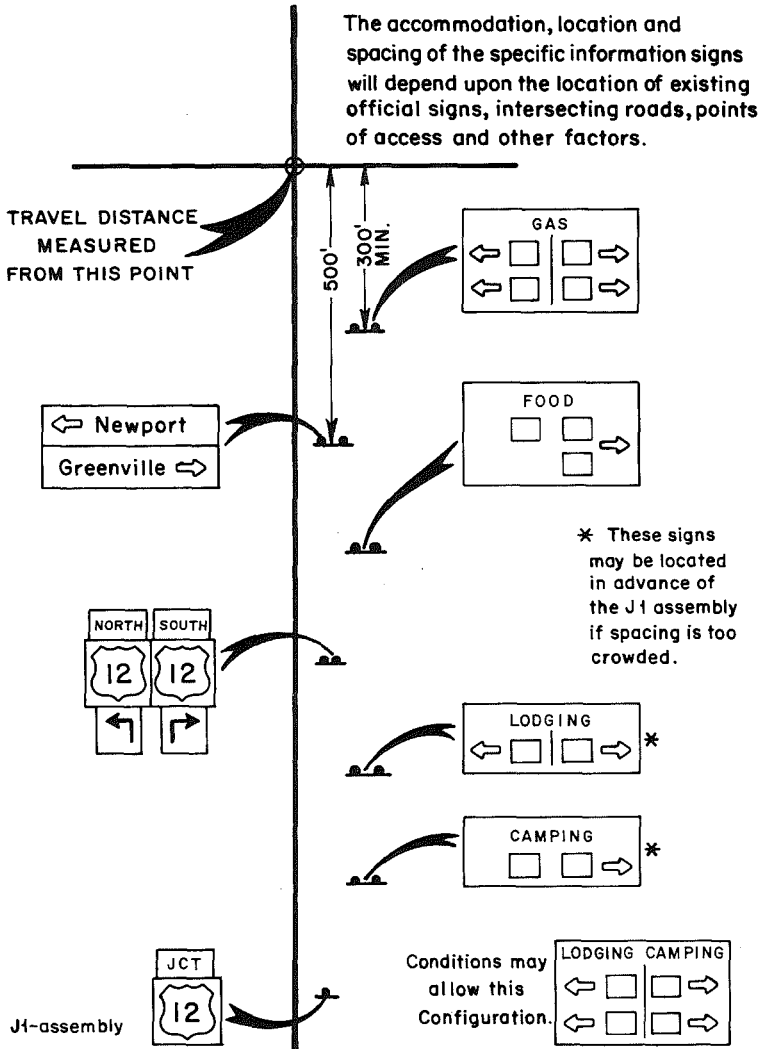 The accommodation, location and
spacing of the specific information signs
will depend upon the location of existing
official signs, intersecting roads, points
of access and other factors.
TRAVEL DISTANCE
MEASURED
FROM THIS POINT
500'
300'
MIN.
GAS
Newport
Greenville
FOOD
* These signs
may be located
in advance of
the J1 assembly
if spacing is too
crowded.
NORTH SOUTH
12 12
LODGING *
CAMPING *
JCT
12
J1-assembly
Conditions may
allow this
Configuration.
LODGING CAMPING